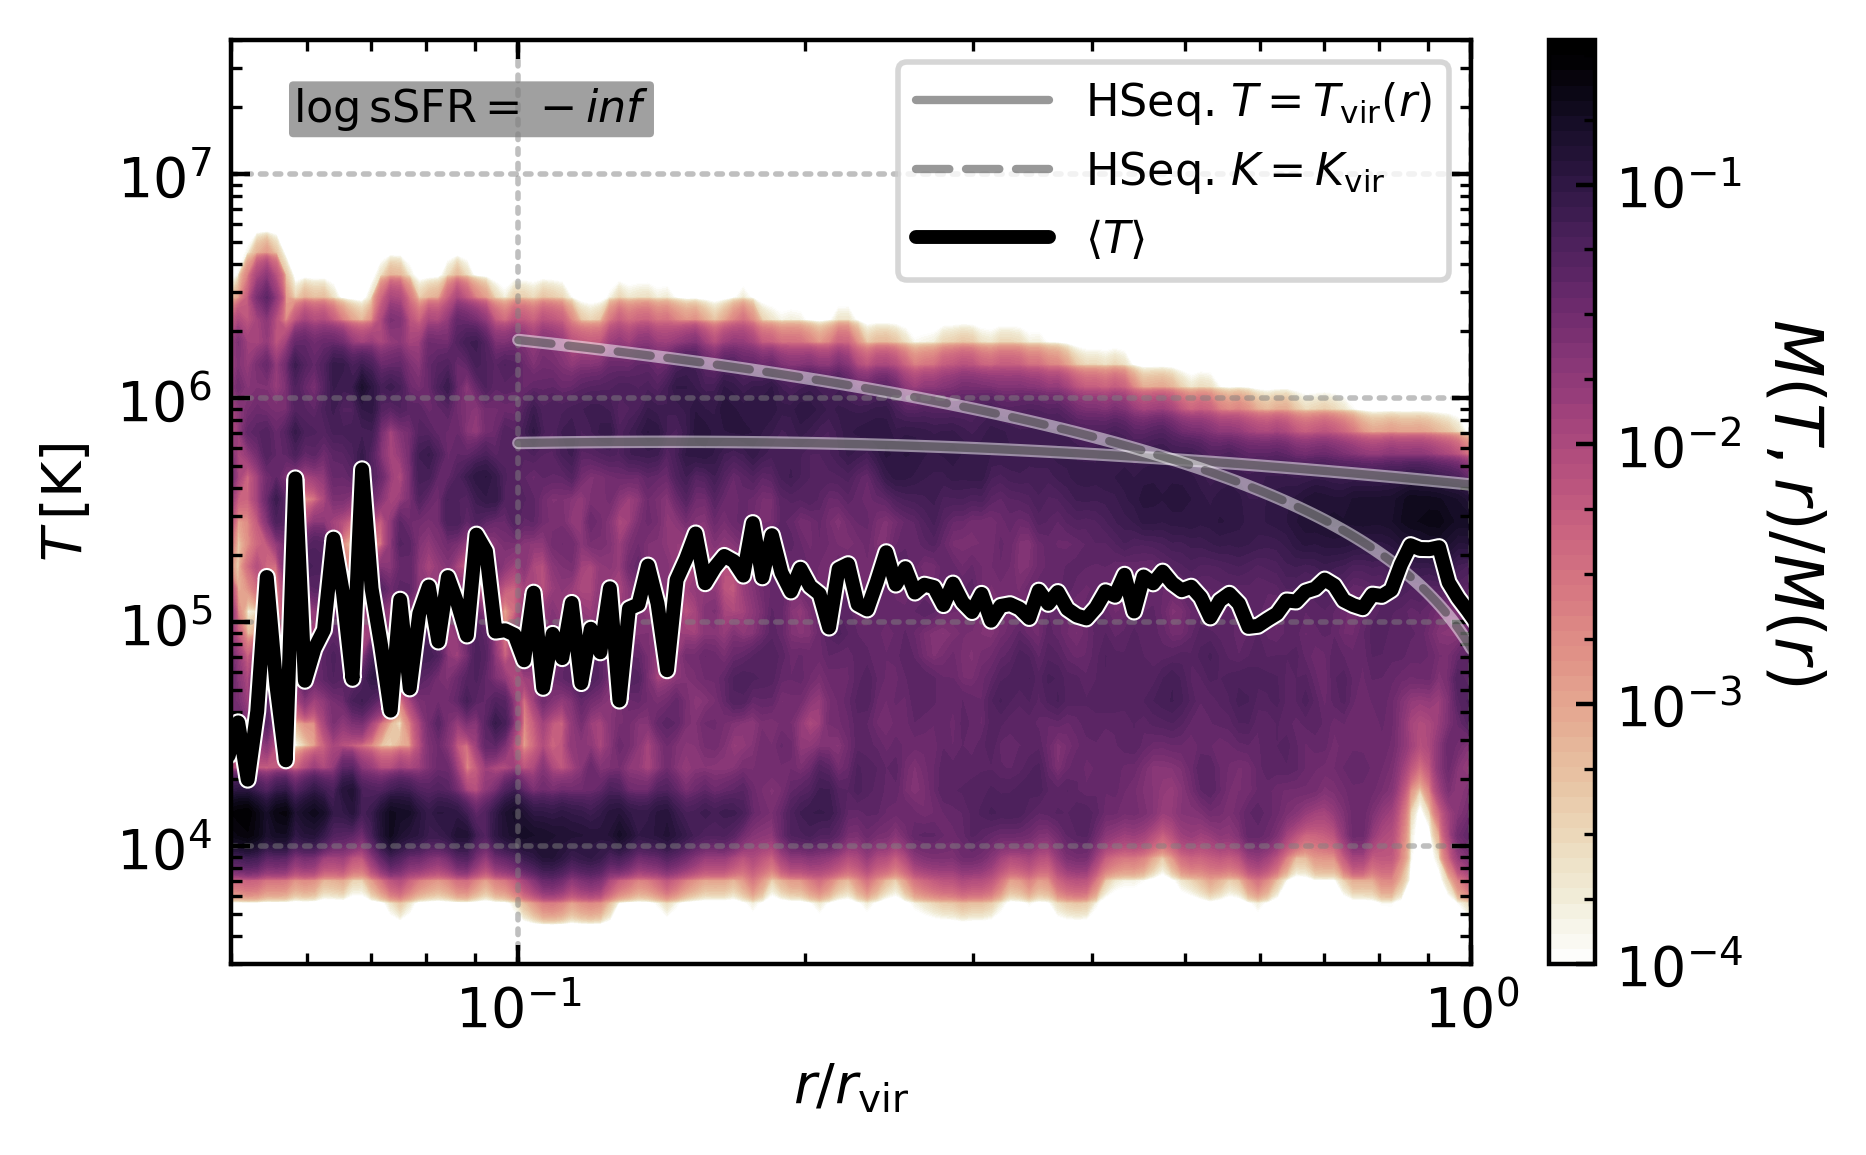 log sSFR = −inf
HSeq. T = T_vir(r)
HSeq. K = K_vir
⟨T⟩
T [K]
10^7
10^6
10^5
10^4
10^−1
10^0
r/r_vir
10^−1
10^−2
10^−3
10^−4
M(T, r)/M(r)